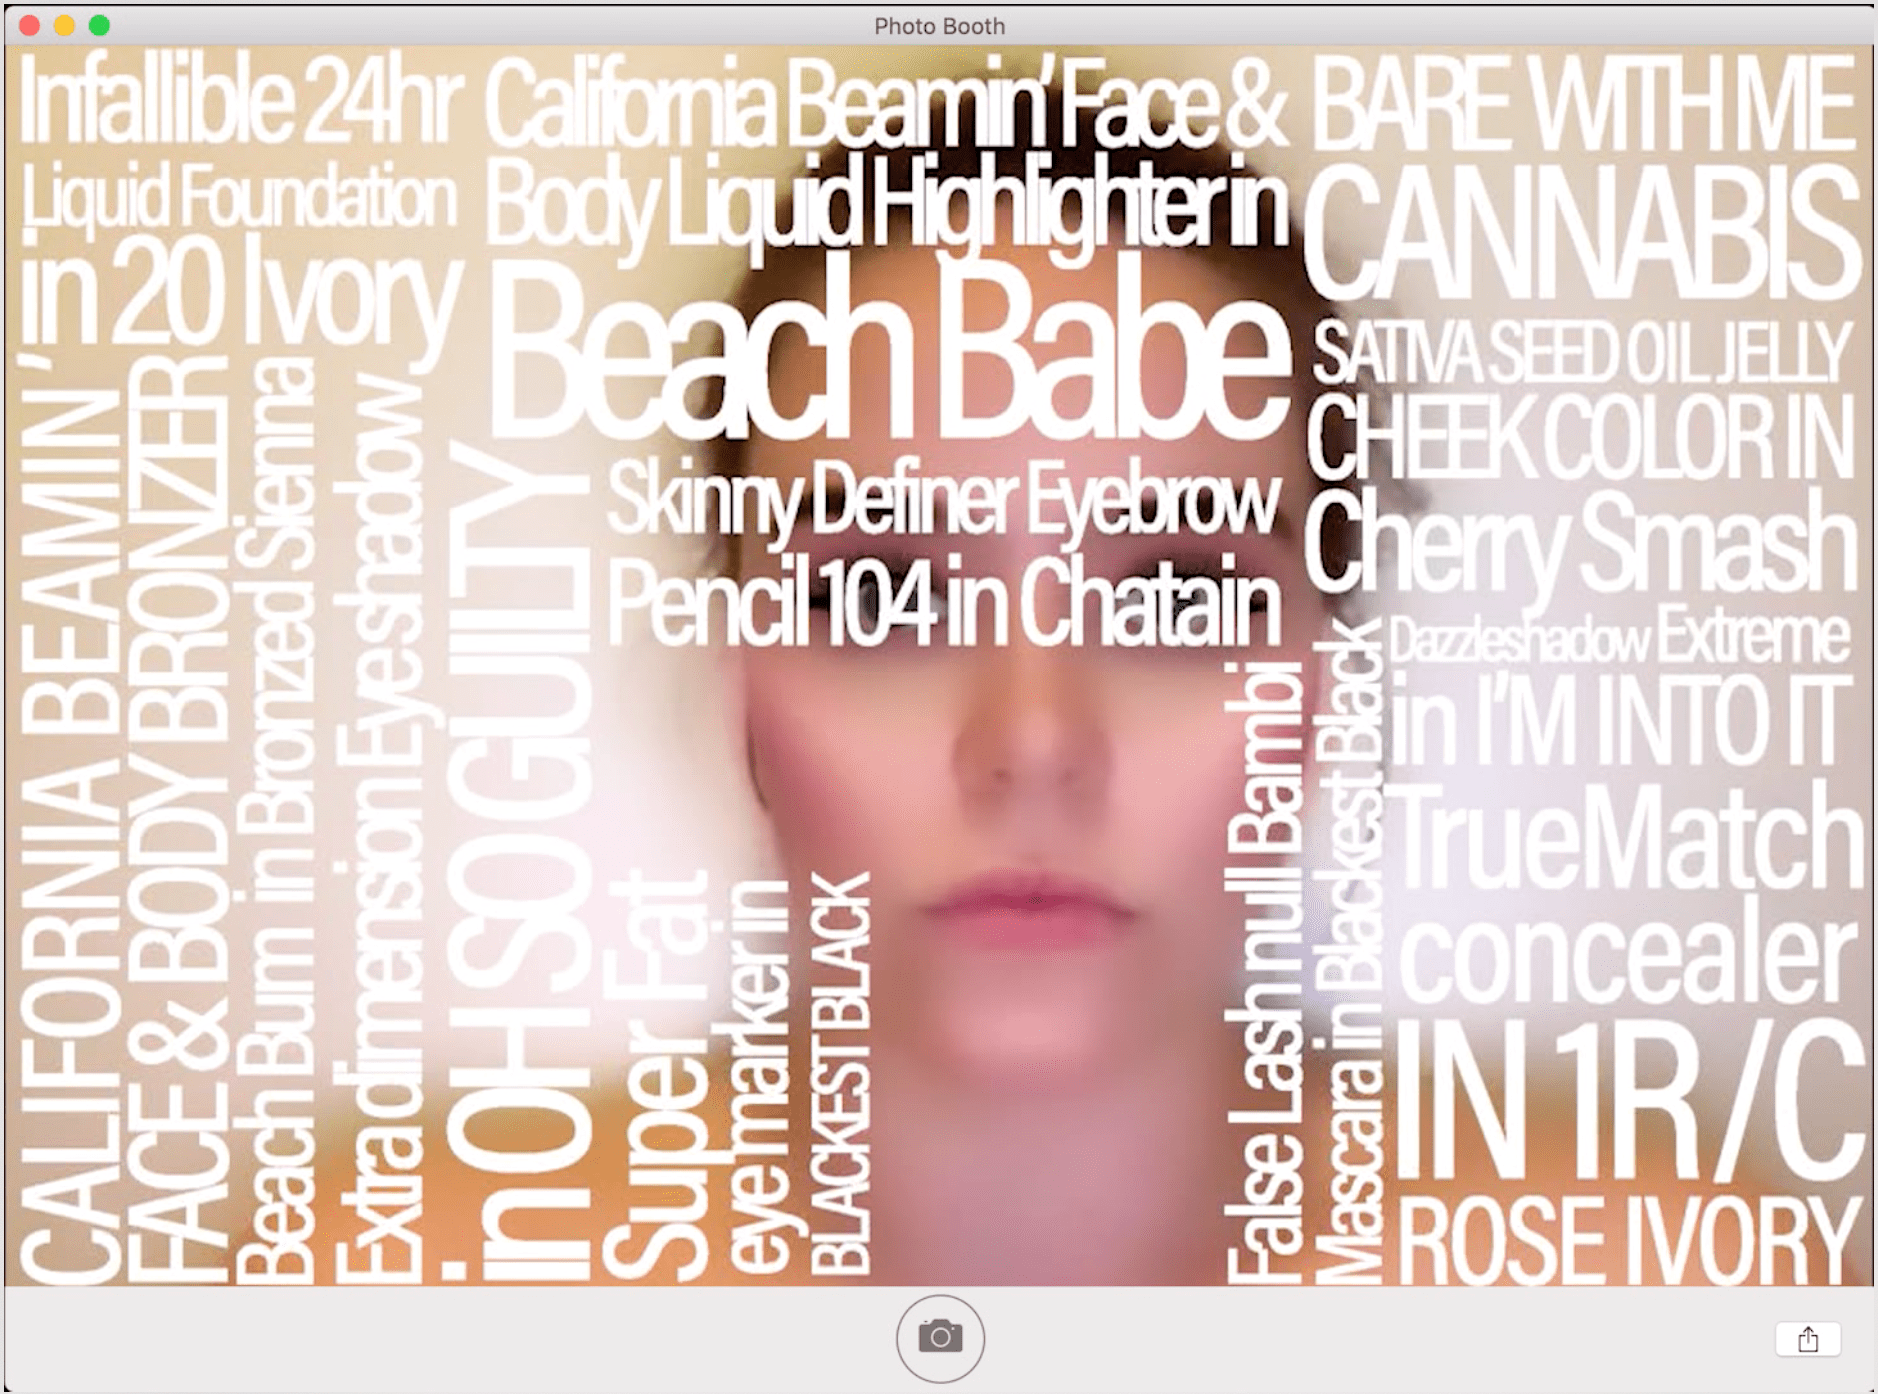 Photo Booth
Infallible 24hr
Liquid Foundation
in 20 Ivory
California Beamin' Face &
Body Liquid Highlighter in
Beach Babe
Skinny Definer Eyebrow
Pencil 104 in Chatain
BARE WITH ME
CANNABIS
SATIVA SEED OIL JELLY
CHEEK COLOR IN
Cherry Smash
Dazzleshadow Extreme
in I'M INTO IT
TrueMatch
concealer
IN 1R/C
ROSE IVORY
CALIFORNIA BEAMIN'
FACE & BODY BRONZER
Beach Bum in Bronzed Sienna
Extra dimension Eyeshadow
in OH SO GUILTY
Super Fat
eye marker in
BLACKEST BLACK
False Lash null Bambi
Mascara in Blackest Black